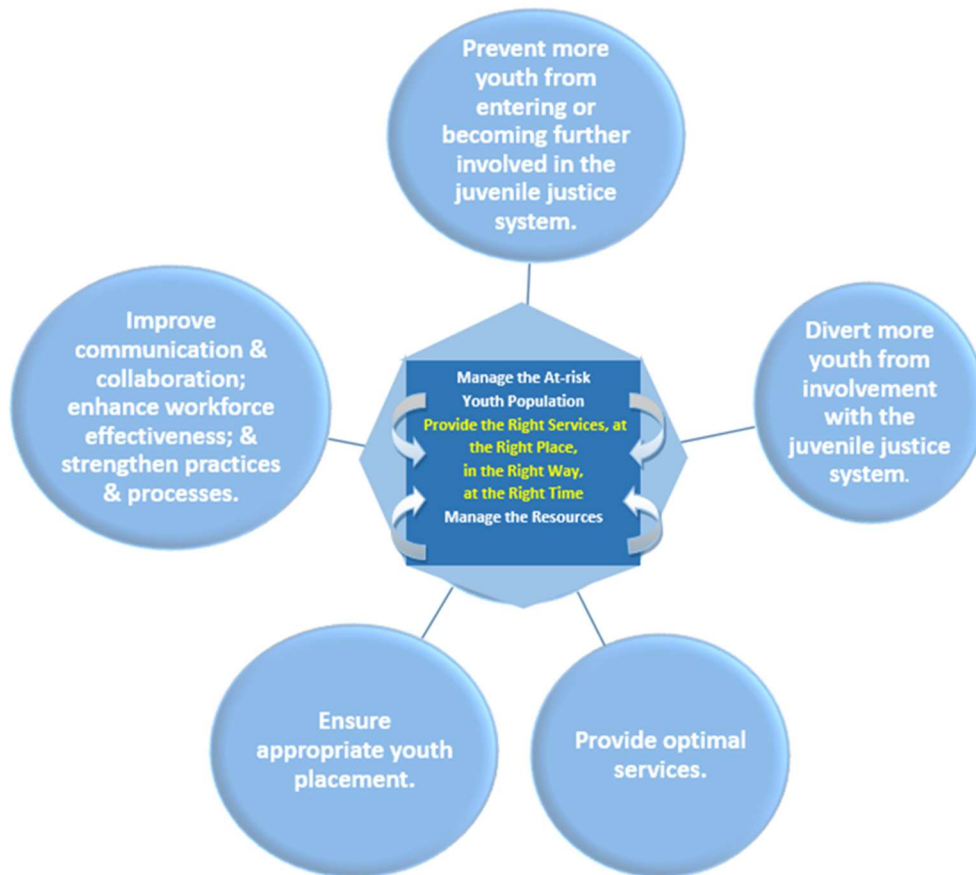 Prevent more
youth from
entering or
becoming further
involved in the
juvenile justice
system.
Improve
communication &
collaboration;
enhance workforce
effectiveness; &
strengthen practices
& processes.
Manage the At-risk
Youth Population
Provide the Right Services, at
the Right Place,
in the Right Way,
at the Right Time
Manage the Resources
Divert more
youth from
involvement
with the
juvenile justice
system.
Ensure
appropriate youth
placement.
Provide optimal
services.